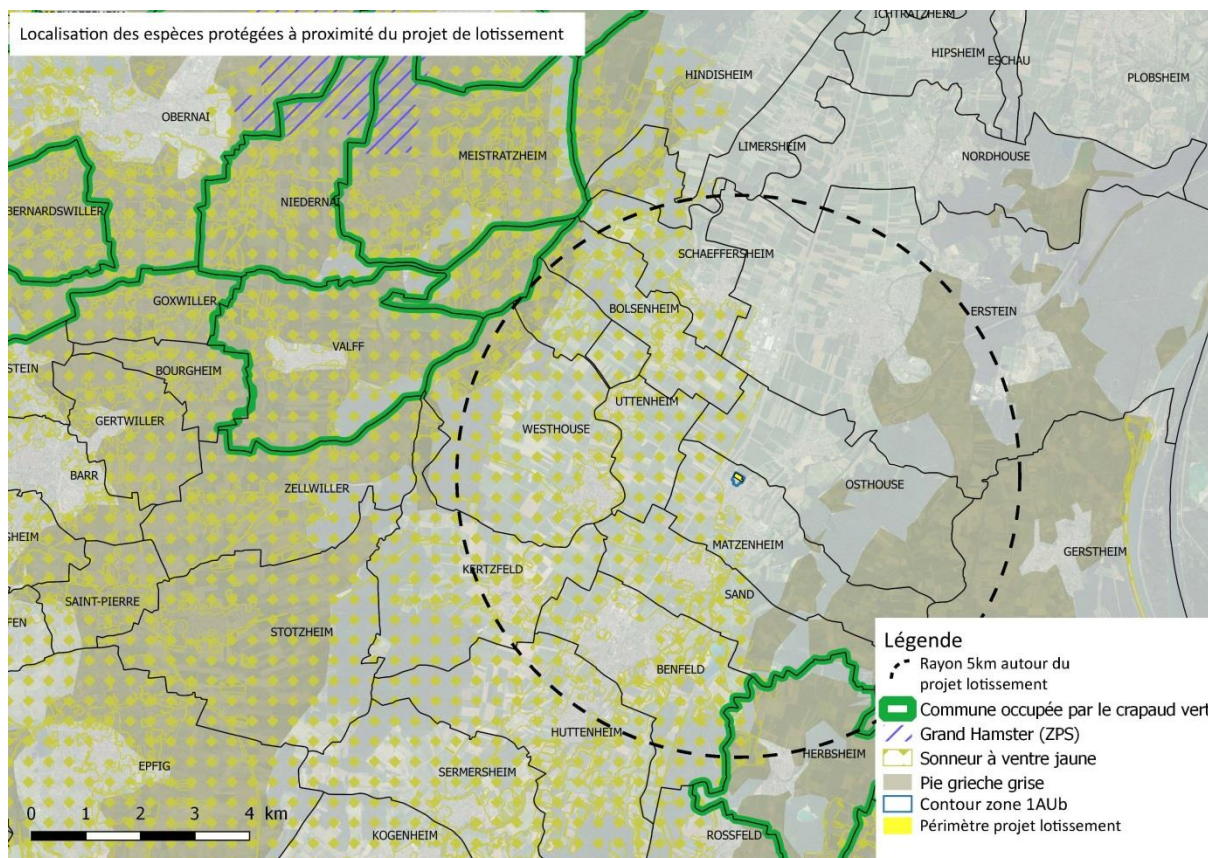 Localisation des espèces protégées à proximité du projet de lotissement
ICHTRATZHEIM
HIPSHEIM
ESCHAU
PLOBSHEIM
HINDISHEIM
OBERNAI
LIMERSHEIM
NORDHOUSE
MEISTRATZHEIM
NIEDERNAI
BERNARDSWILLER
SCHAEFFERSHEIM
GOXWILLER
BOLSENHEIM
ERSTEIN
VALFF
STEIN
BOURGHEIM
UTTENHEIM
GERTWILLER
WESTHOUSE
BARR
ZELLWILLER
OSTHOUSE
SHEIM
MATZENHEIM
GERSTHEIM
KERTZFELD
SAND
SAINT-PIERRE
FEN
STOTZHEIM
BENFELD
HUTTENHEIM
HERBSHEIM
EPFIG
SERMERSHEIM
KOGENHEIM
ROSSFELD
0 1 2 3 4 km
Légende
Rayon 5km autour du
projet lotissement
Commune occupée par le crapaud vert
Grand Hamster (ZPS)
Sonneur à ventre jaune
Pie grieche grise
Contour zone 1AUb
Périmètre projet lotissement